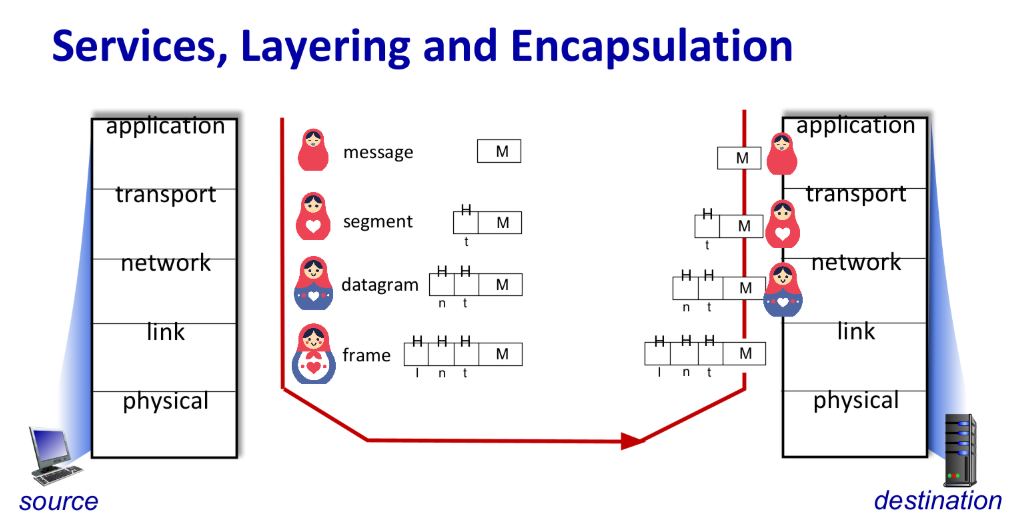 Services, Layering and Encapsulation
application
transport
network
link
physical
source
message
M
segment
H M
t
datagram
H H M
n t
frame
H H H M
l n t
M
H M
t
H H M
n t
H H H M
l n t
application
transport
network
link
physical
destination